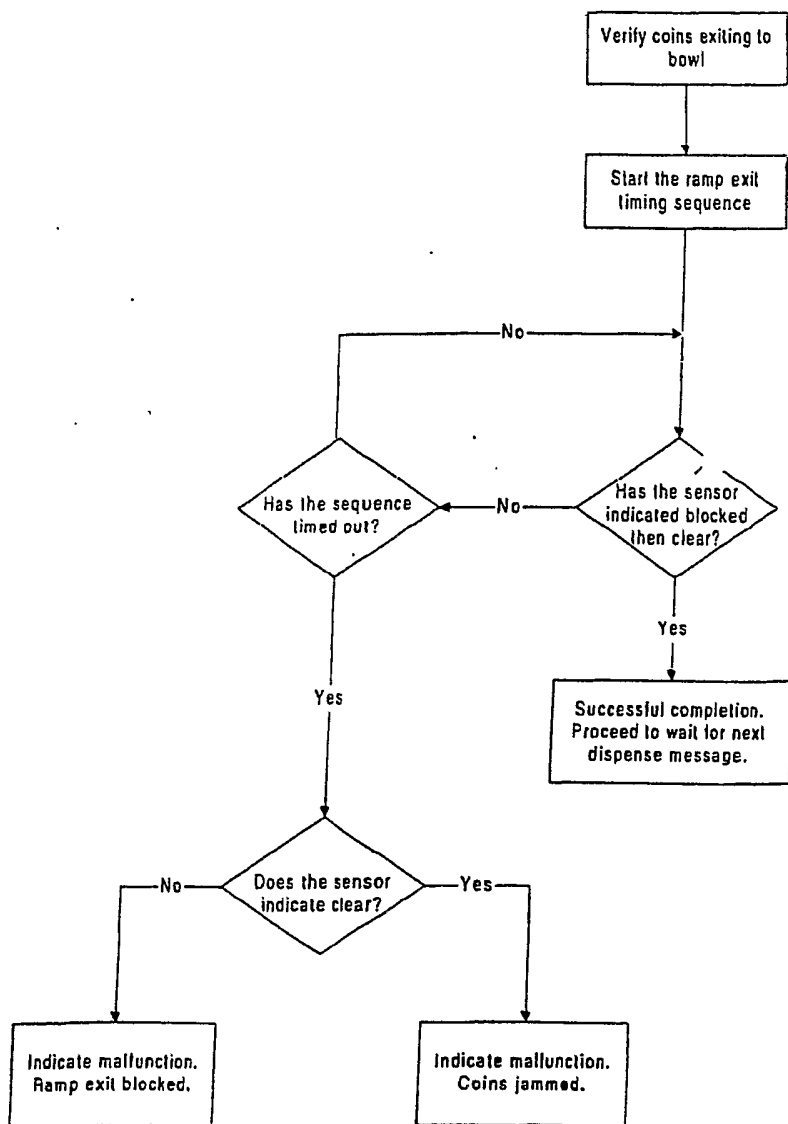 Verify coins exiting to
bowl
Start the ramp exit
timing sequence
No
Has the sequence
timed out?
No
Has the sensor
indicated blocked
then clear?
Yes
Yes
Successful completion.
Proceed to wait for next
dispense message.
No
Does the sensor
indicate clear?
Yes
Indicate malfunction.
Ramp exit blocked.
Indicate malfunction.
Coins jammed.